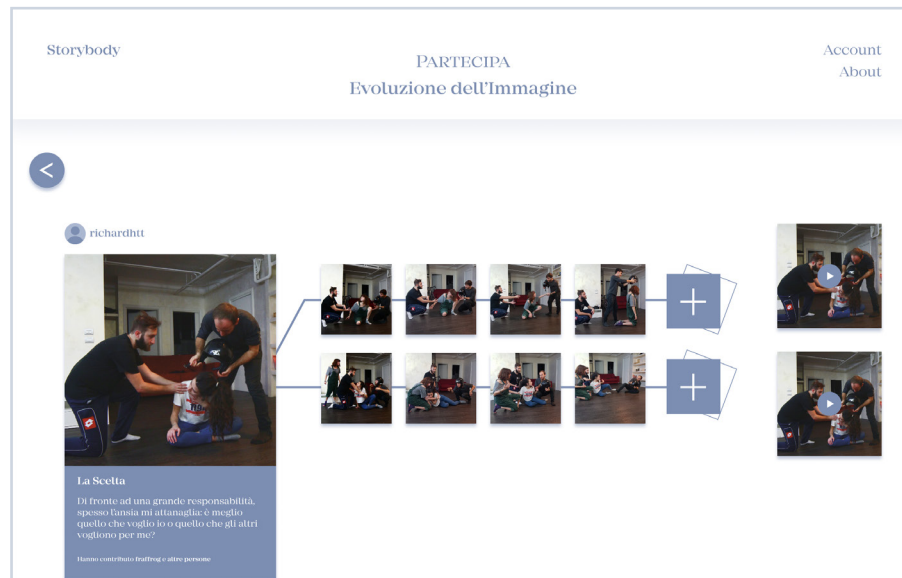 Storybody
PARTECIPA
Evoluzione dell'Immagine
Account
About
<
richardhtt
La Scelta
Di fronte ad una grande responsabilità,
spesso l'ansia mi attanaglia: è meglio
quello che voglio io o quello che gli altri
vogliono per me?
Hanno contribuito fraffrog e altre persone